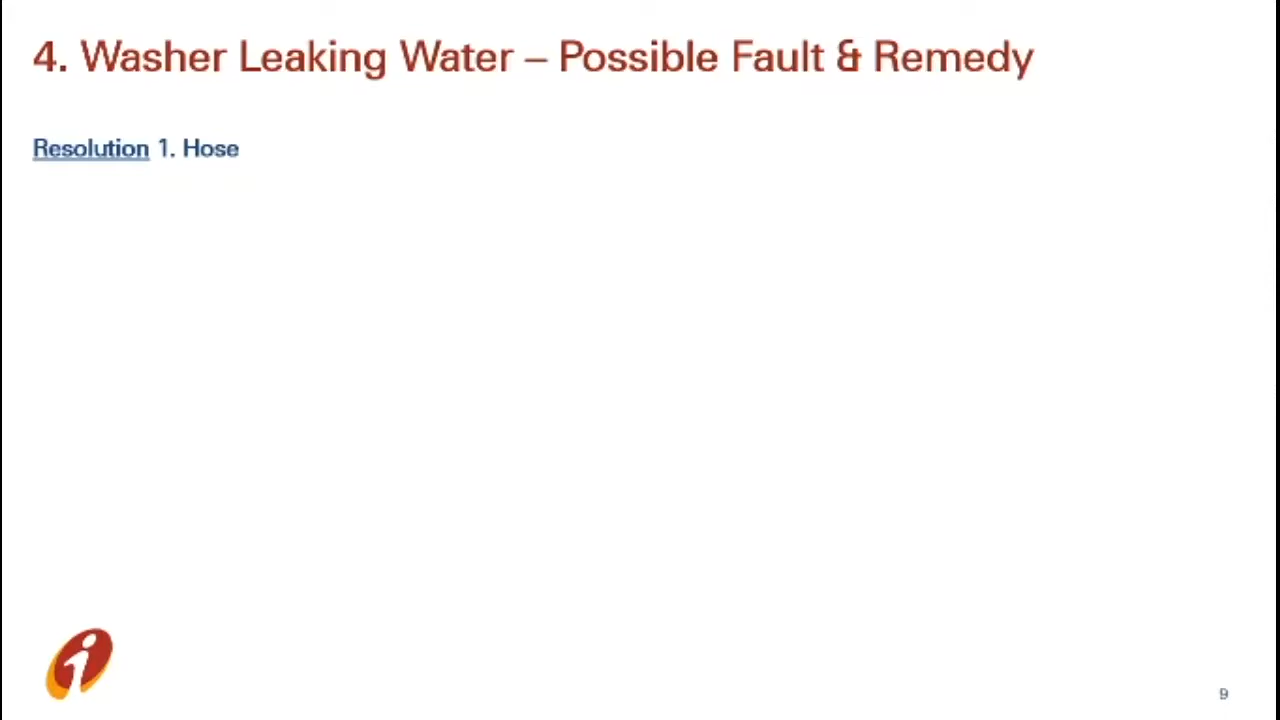 4. Washer Leaking Water – Possible Fault & Remedy
Resolution 1. Hose
i
9